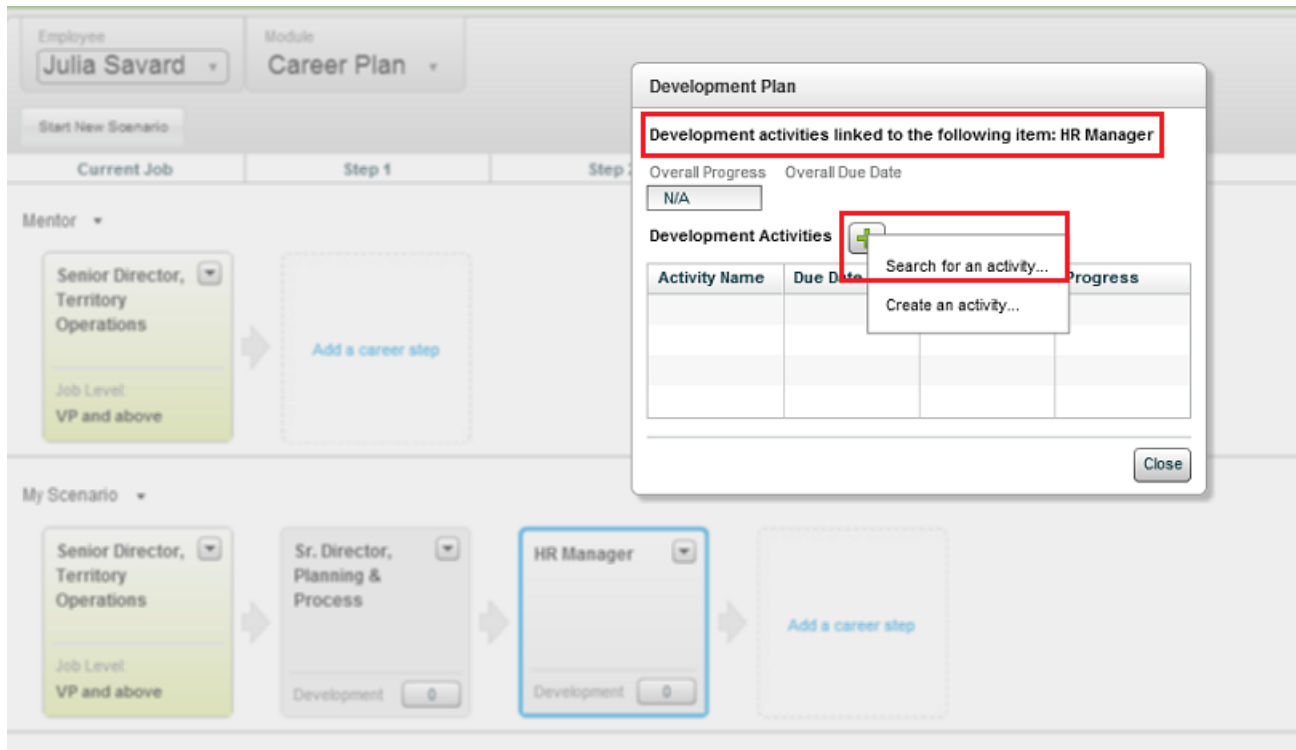 Employee
Julia Savard
Module
Career Plan
Start New Scenario
Current Job
Step 1
Step
Mentor
Senior Director,
Territory
Operations
Job Level:
VP and above
Add a career step
Development Plan
Development activities linked to the following item: HR Manager
Overall Progress Overall Due Date
N/A
Development Activities
Search for an activity...
Create an activity...
Activity Name Due Date Progress
Close
My Scenario
Senior Director,
Territory
Operations
Job Level:
VP and above
Sr. Director,
Planning &
Process
Development 0
HR Manager
Development 0
Add a career step